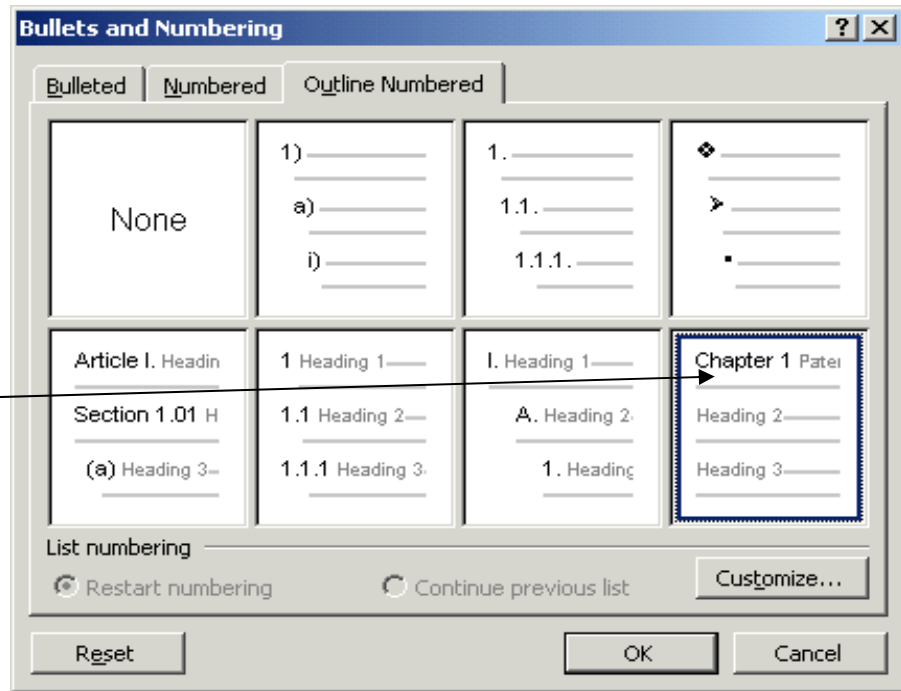 Bullets and Numbering
Bulleted Numbered Outline Numbered
None
1)
a)
i)
1.
1.1.
1.1.1.
Article I. Headin
Section 1.01 H
(a) Heading 3
1 Heading 1
1.1 Heading 2
1.1.1 Heading 3
I. Heading 1
A. Heading 2
1. Heading
Chapter 1 Pater
Heading 2
Heading 3
List numbering
Restart numbering Continue previous list Customize...
Reset OK Cancel